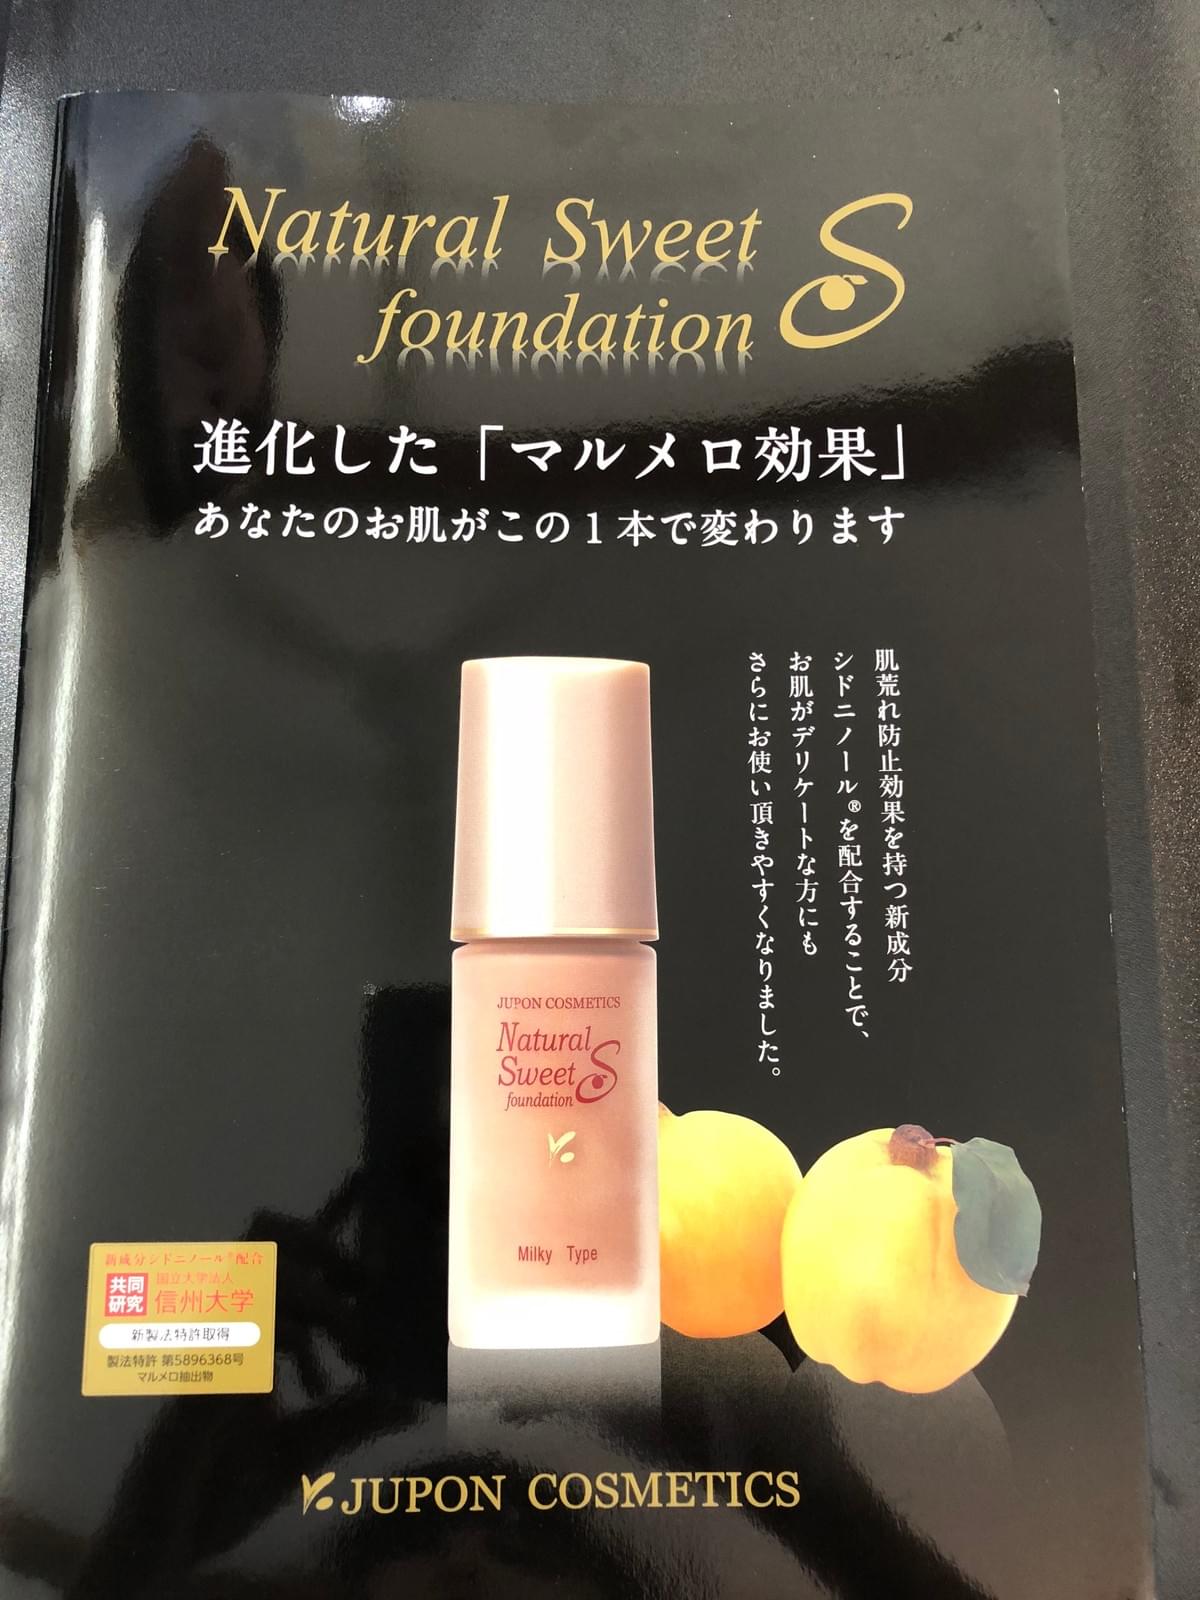 Natural Sweet S
foundation
進化した「マルメロ効果」
あなたのお肌がこの1本で変わります
肌荒れ防止効果を持つ新成分
シドニノール®を配合することで、
お肌がデリケートな方にも
さらにお使い頂きやすくなりました。
JUPON COSMETICS
Natural
Sweet S
foundation
Milky Type
新成分シドニノール®配合
共同
研究
国立大学法人
信州大学
新製法特許取得
製法特許 第5896368号
マルメロ抽出物
JUPON COSMETICS